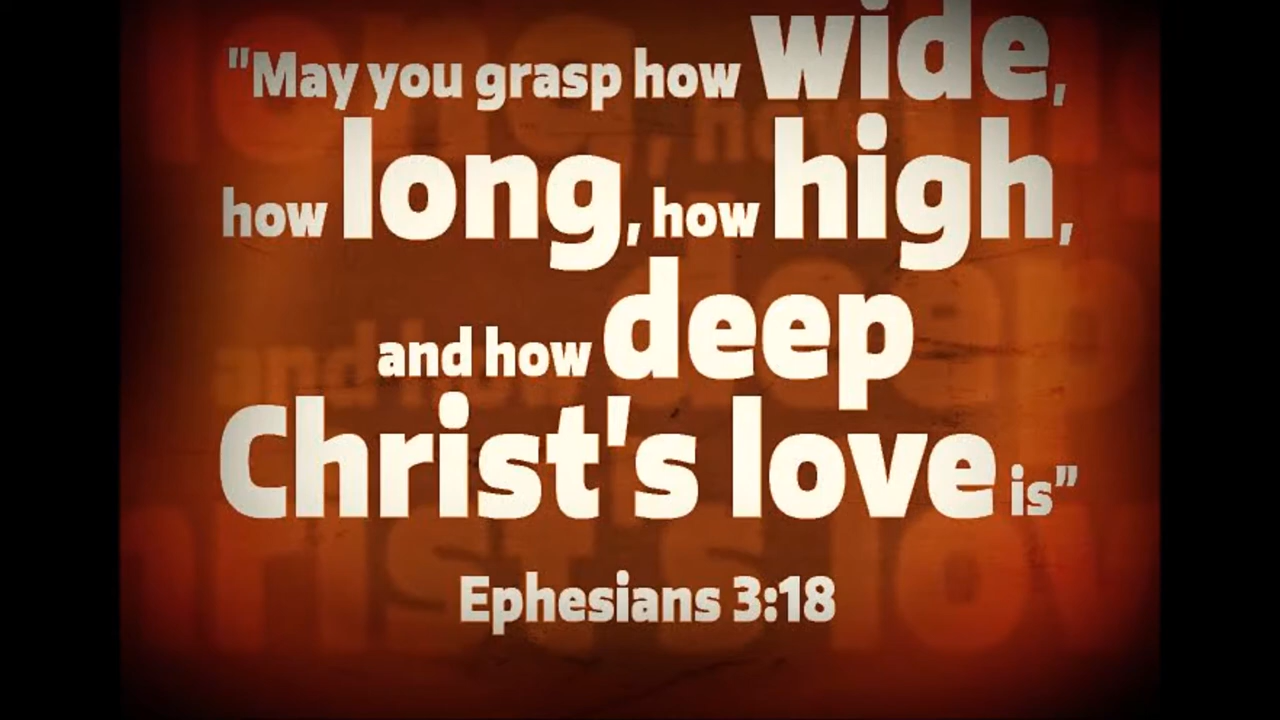 "May you grasp how wide,
how long, how high,
and how deep
Christ's love is”
Ephesians 3:18